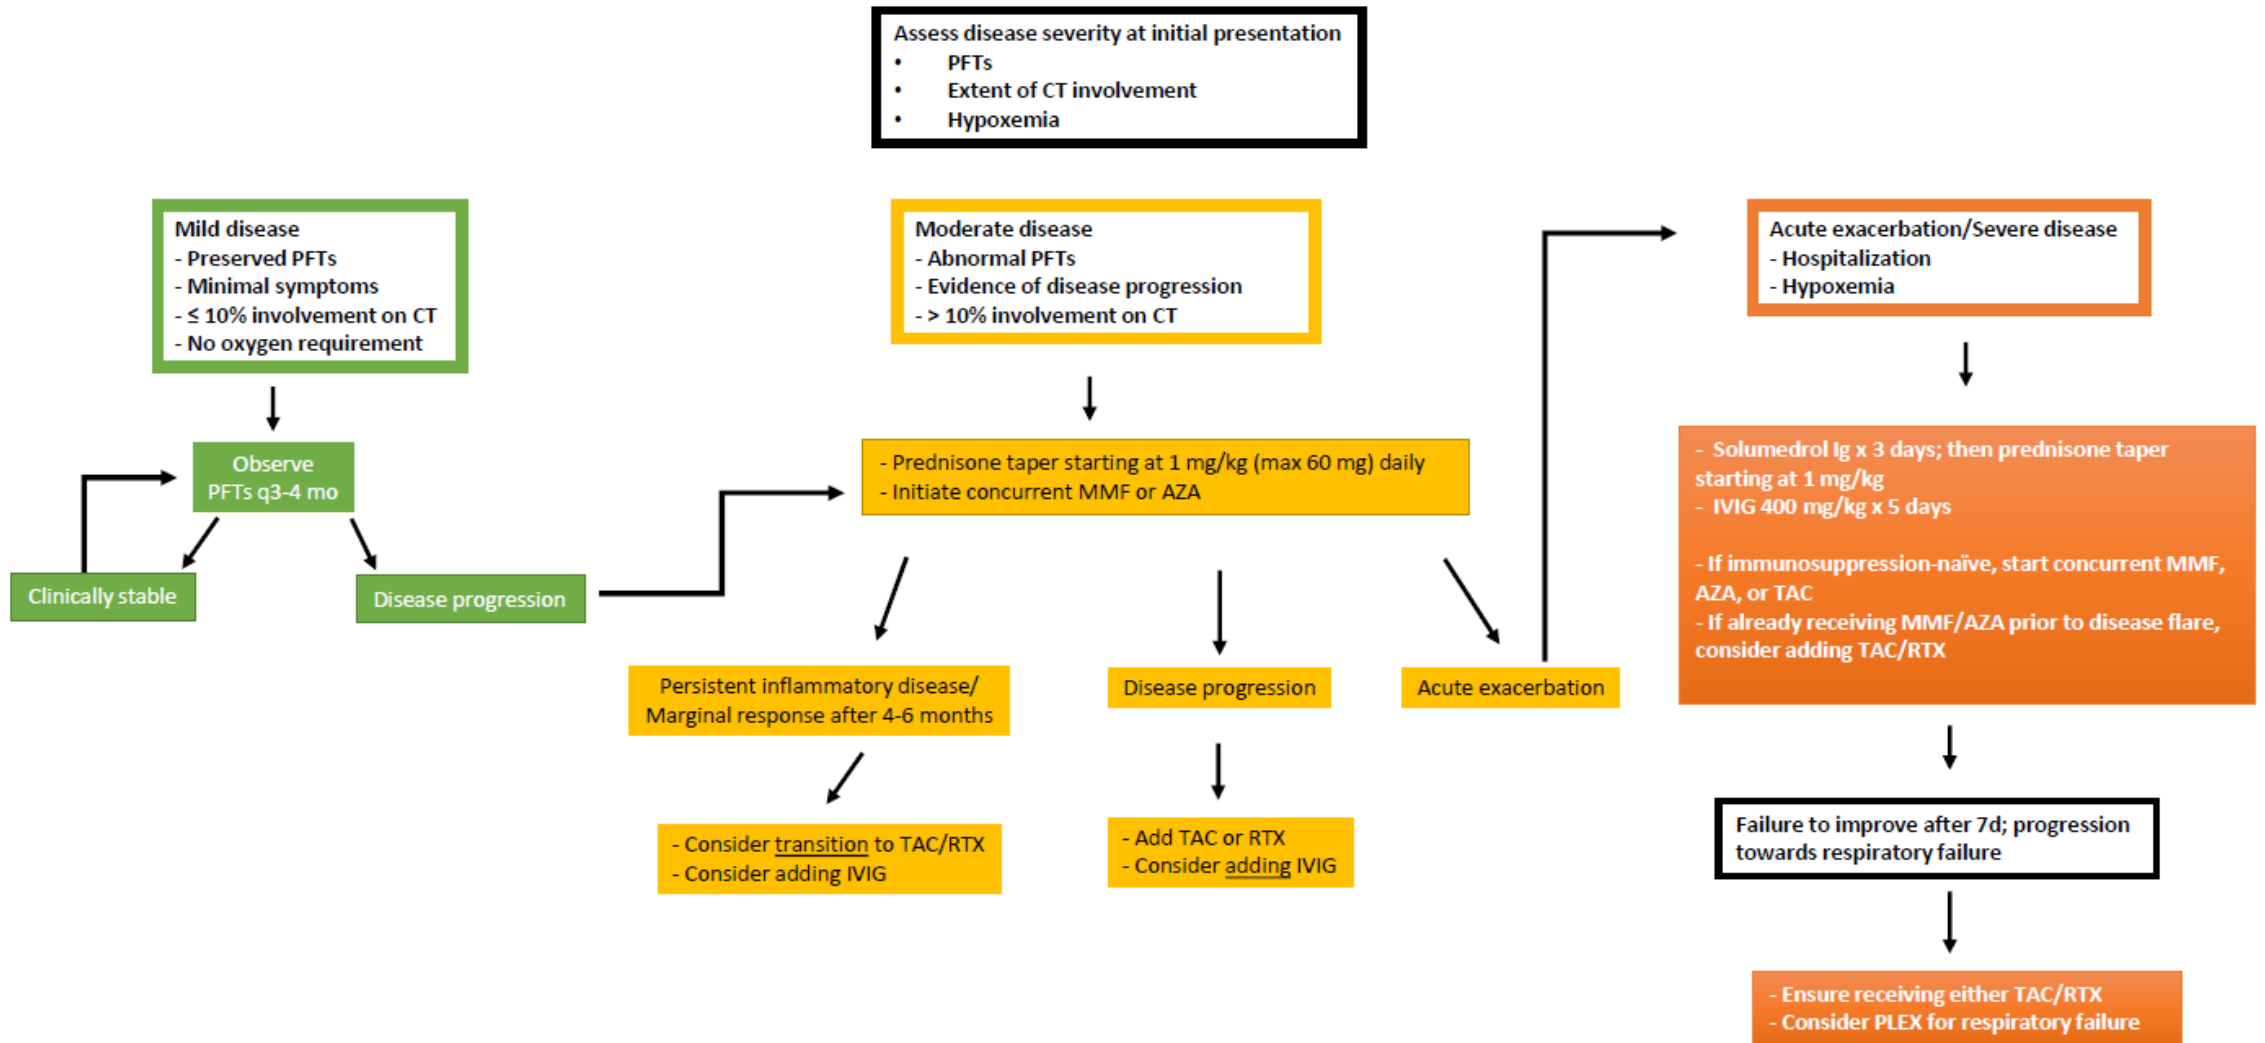 Assess disease severity at initial presentation
• PFTs
• Extent of CT involvement
• Hypoxemia
Mild disease
- Preserved PFTs
- Minimal symptoms
- ≤ 10% involvement on CT
- No oxygen requirement
Observe
PFTs q3-4 mo
Clinically stable
Disease progression
Moderate disease
- Abnormal PFTs
- Evidence of disease progression
- > 10% involvement on CT
- Prednisone taper starting at 1 mg/kg (max 60 mg) daily
- Initiate concurrent MMF or AZA
Persistent inflammatory disease/
Marginal response after 4-6 months
- Consider transition to TAC/RTX
- Consider adding IVIG
Disease progression
- Add TAC or RTX
- Consider adding IVIG
Acute exacerbation
Acute exacerbation/Severe disease
- Hospitalization
- Hypoxemia
- Solumedrol Ig x 3 days; then prednisone taper
starting at 1 mg/kg
- IVIG 400 mg/kg x 5 days
- If immunosuppression-naïve, start concurrent MMF,
AZA, or TAC
- If already receiving MMF/AZA prior to disease flare,
consider adding TAC/RTX
Failure to improve after 7d; progression
towards respiratory failure
- Ensure receiving either TAC/RTX
- Consider PLEX for respiratory failure